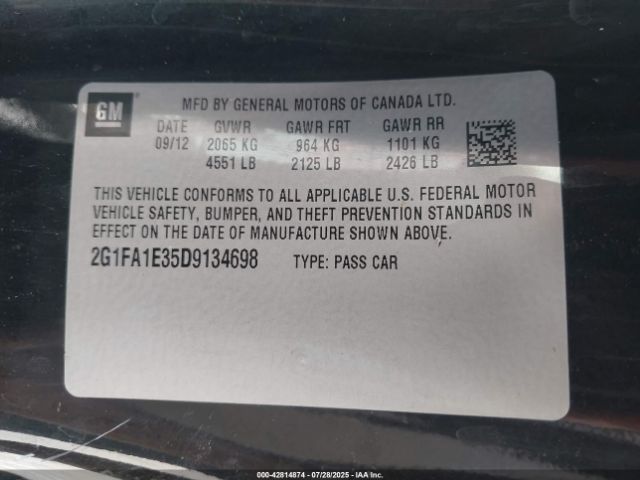 GM
MFD BY GENERAL MOTORS OF CANADA LTD.
DATE GVWR GAWR FRT GAWR RR
09/12 2065 KG 964 KG 1101 KG
4551 LB 2125 LB 2426 LB
THIS VEHICLE CONFORMS TO ALL APPLICABLE U.S. FEDERAL MOTOR
VEHICLE SAFETY, BUMPER, AND THEFT PREVENTION STANDARDS IN
EFFECT ON THE DATE OF MANUFACTURE SHOWN ABOVE.
2G1FA1E35D9134698 TYPE: PASS CAR
000-42814874 | 07/28/2025 | IAAI.COM